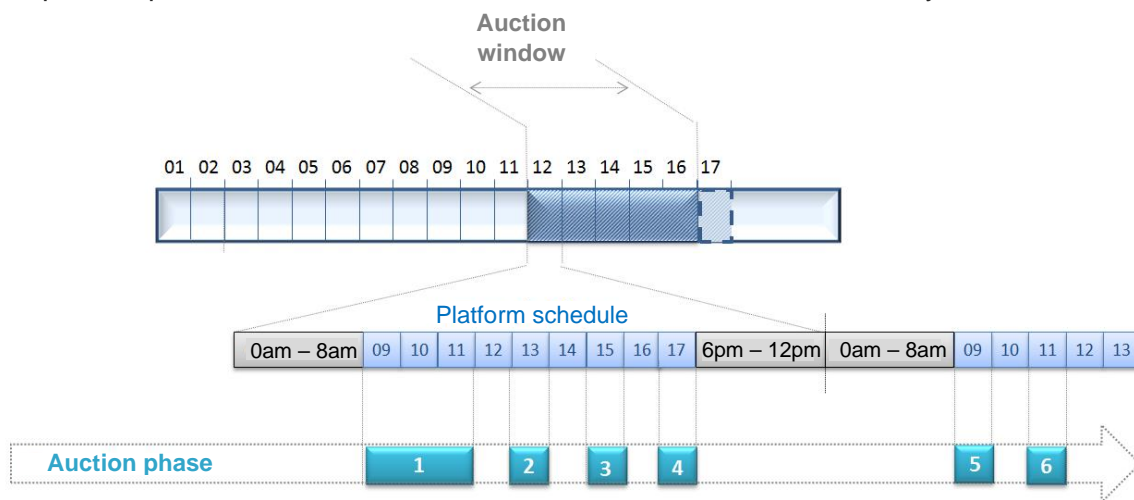 Auction
window
01 02 03 04 05 06 07 08 09 10 11 12 13 14 15 16 17
Platform schedule
0am – 8am 09 10 11 12 13 14 15 16 17 6pm – 12pm 0am – 8am 09 10 11 12 13
Auction phase 1 2 3 4 5 6